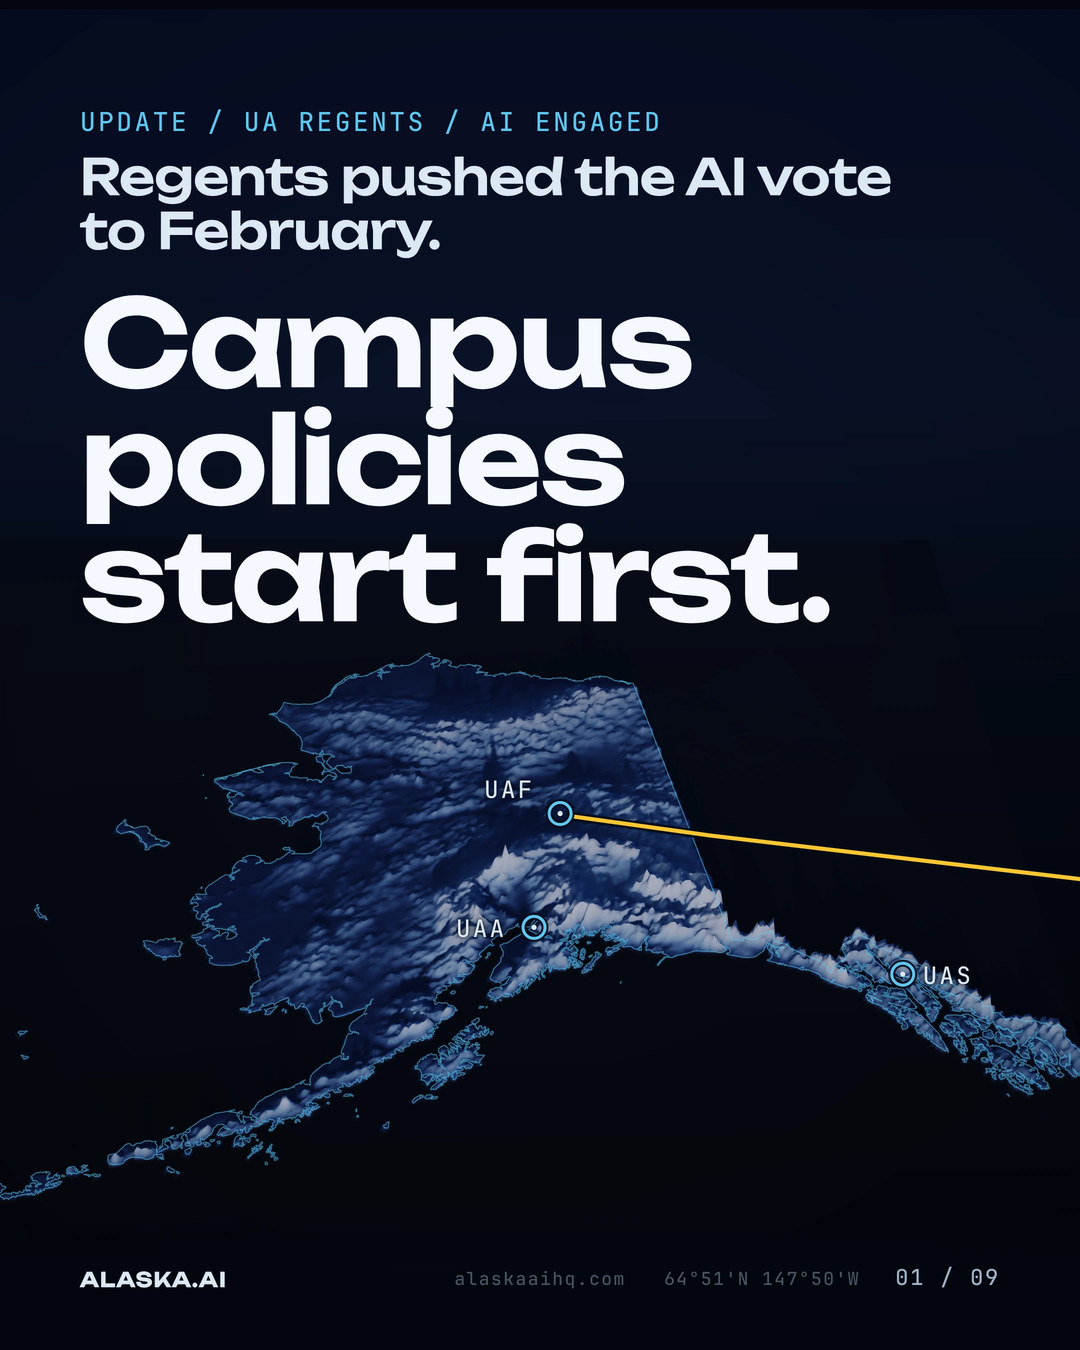 UPDATE / UA REGENTS / AI ENGAGED
Regents pushed the AI vote
to February.
Campus
policies
start first.
UAF
UAA
UAS
ALASKA.AI
alaskaaihq.com
64°51'N 147°50'W
01 / 09